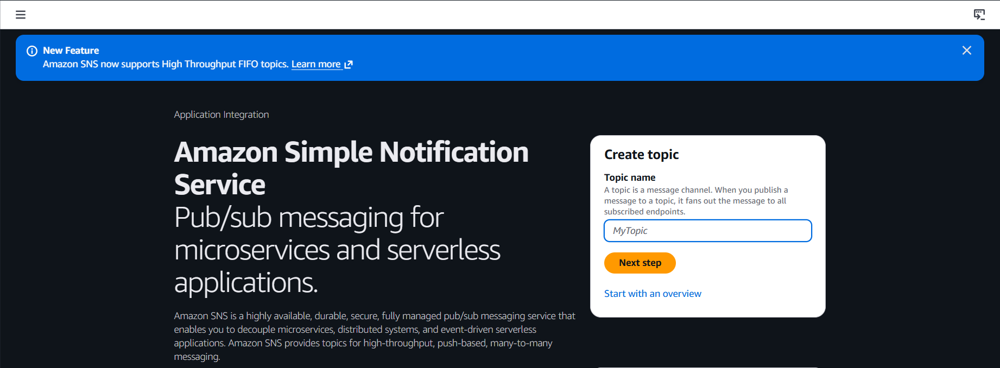 New Feature
Amazon SNS now supports High Throughput FIFO topics. Learn more
Application Integration
Amazon Simple Notification
Service
Pub/sub messaging for
microservices and serverless
applications.
Amazon SNS is a highly available, durable, secure, fully managed pub/sub messaging service that
enables you to decouple microservices, distributed systems, and event-driven serverless
applications. Amazon SNS provides topics for high-throughput, push-based, many-to-many
messaging.
Create topic
Topic name
A topic is a message channel. When you publish a
message to a topic, it fans out the message to all
subscribed endpoints.
MyTopic
Next step
Start with an overview